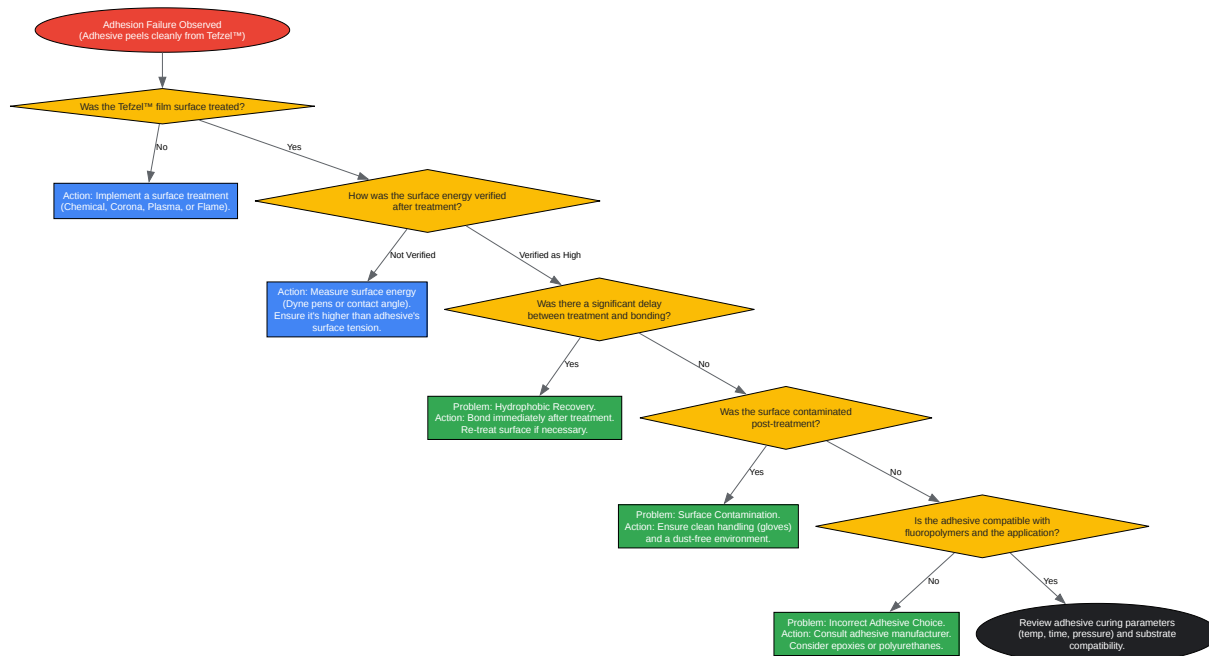 Adhesion Failure Observed
(Adhesive peels cleanly from Tefzel™)
Was the Tefzel™ film surface treated?
No
Yes
Action: Implement a surface treatment
(Chemical, Corona, Plasma, or Flame).
How was the surface energy verified
after treatment?
Not Verified
Verified as High
Action: Measure surface energy
(Dyne pens or contact angle).
Ensure it's higher than adhesive's
surface tension.
Was there a significant delay
between treatment and bonding?
Yes
No
Problem: Hydrophobic Recovery.
Action: Bond immediately after treatment.
Re-treat surface if necessary.
Was the surface contaminated
post-treatment?
Yes
No
Problem: Surface Contamination.
Action: Ensure clean handling (gloves)
and a dust-free environment.
Is the adhesive compatible with
fluoropolymers and the application?
No
Yes
Problem: Incorrect Adhesive Choice.
Action: Consult adhesive manufacturer.
Consider epoxies or polyurethanes.
Review adhesive curing parameters
(temp, time, pressure) and substrate
compatibility.